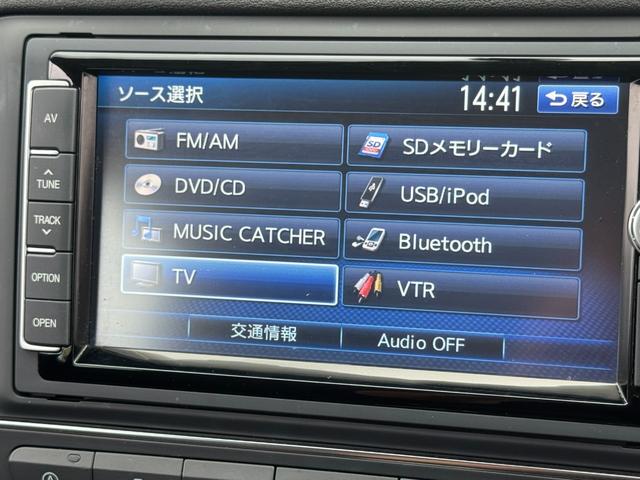 ソース選択
14:41
戻る
AV
TUNE
TRACK
OPTION
OPEN
FM/AM
SDメモリーカード
DVD/CD
USB/iPod
MUSIC CATCHER
Bluetooth
TV
VTR
交通情報
Audio OFF
SD